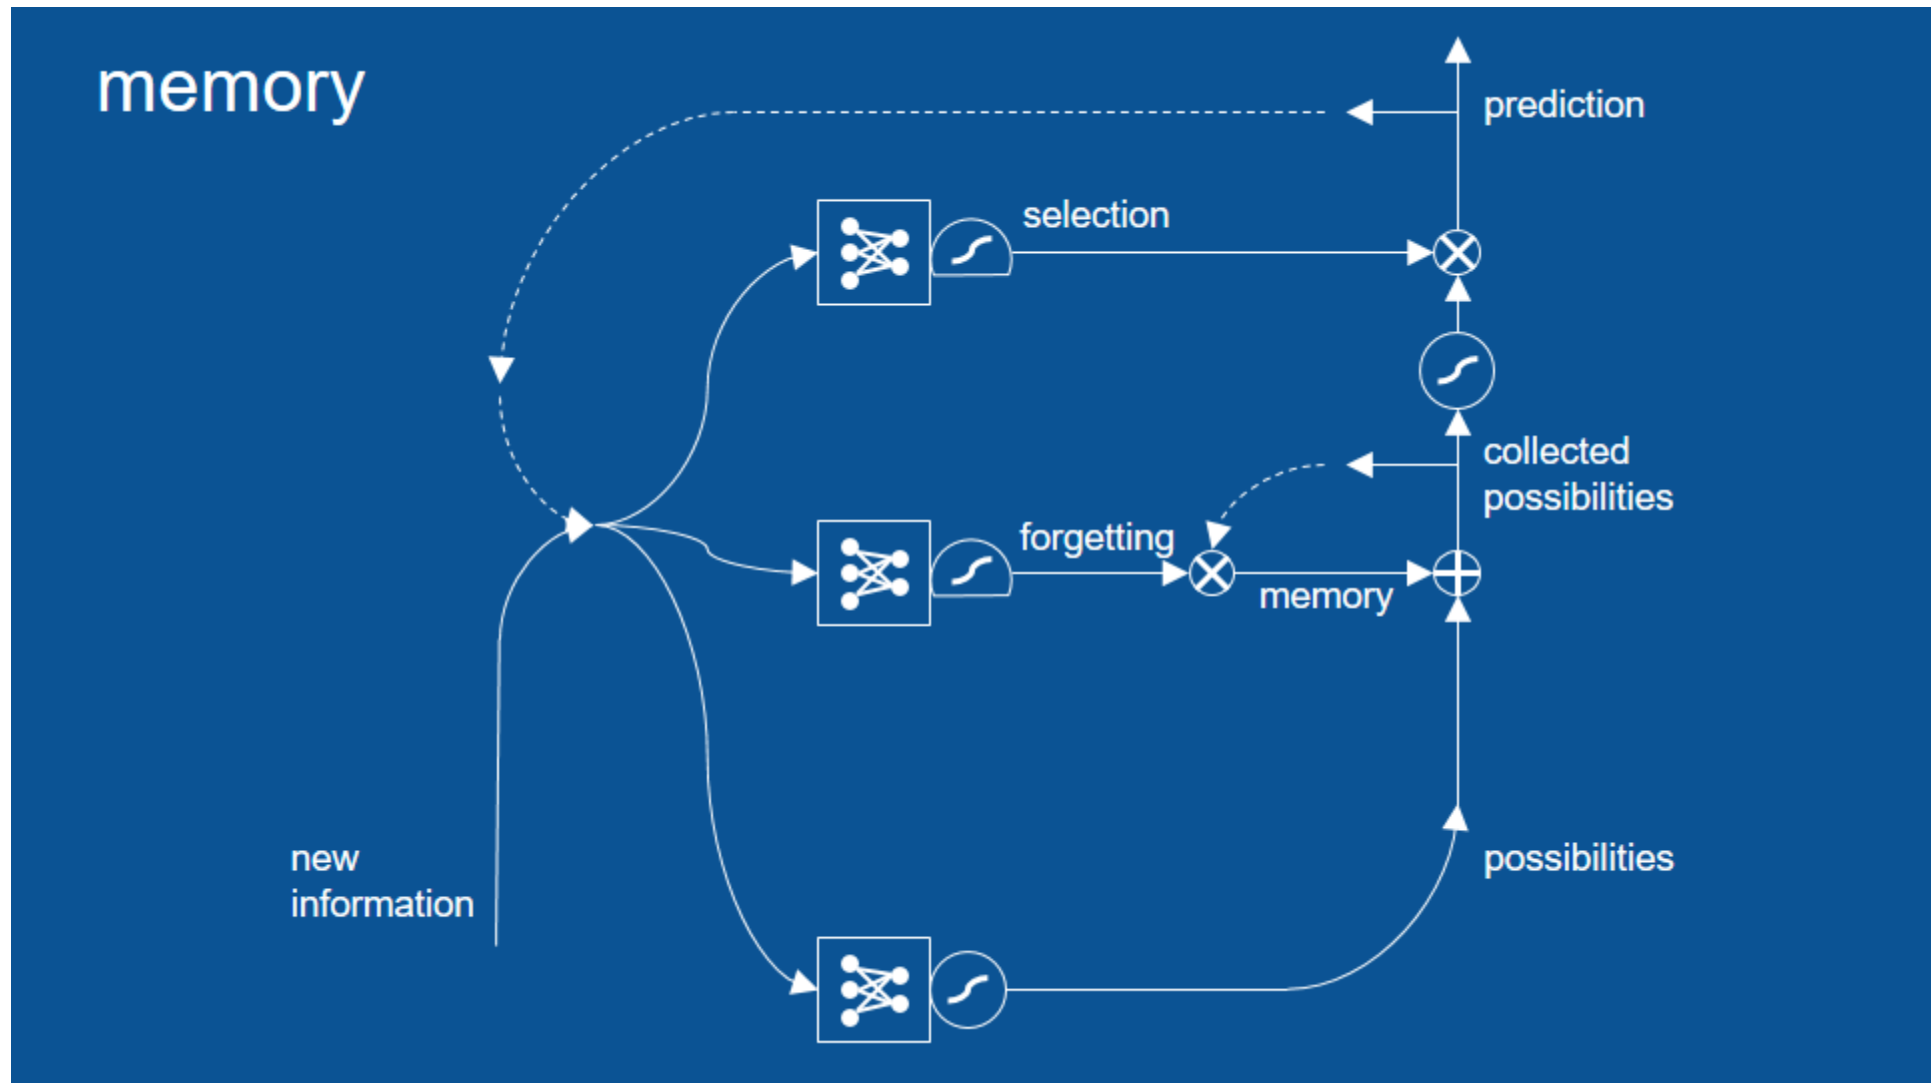 memory
prediction
selection
collected
possibilities
forgetting
memory
new
information
possibilities